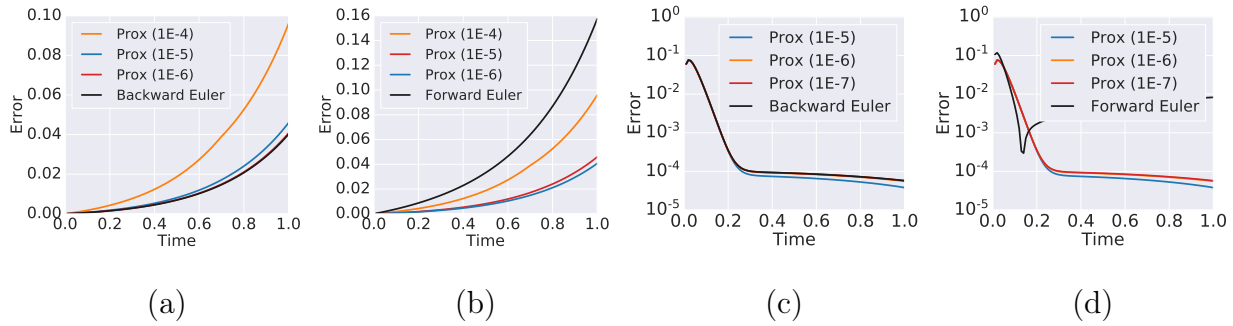 0.10
0.08
0.06
0.04
0.02
0.00
Error
Prox (1E-4)
Prox (1E-5)
Prox (1E-6)
Backward Euler
0.0 0.2 0.4 0.6 0.8 1.0
Time
(a)
0.16
0.14
0.12
0.10
0.08
0.06
0.04
0.02
0.00
Error
Prox (1E-4)
Prox (1E-5)
Prox (1E-6)
Forward Euler
0.0 0.2 0.4 0.6 0.8 1.0
Time
(b)
10^0
10^-1
10^-2
10^-3
10^-4
10^-5
Error
Prox (1E-5)
Prox (1E-6)
Prox (1E-7)
Backward Euler
0.0 0.2 0.4 0.6 0.8 1.0
Time
(c)
10^0
10^-1
10^-2
10^-3
10^-4
10^-5
Error
Prox (1E-5)
Prox (1E-6)
Prox (1E-7)
Forward Euler
0.0 0.2 0.4 0.6 0.8 1.0
Time
(d)